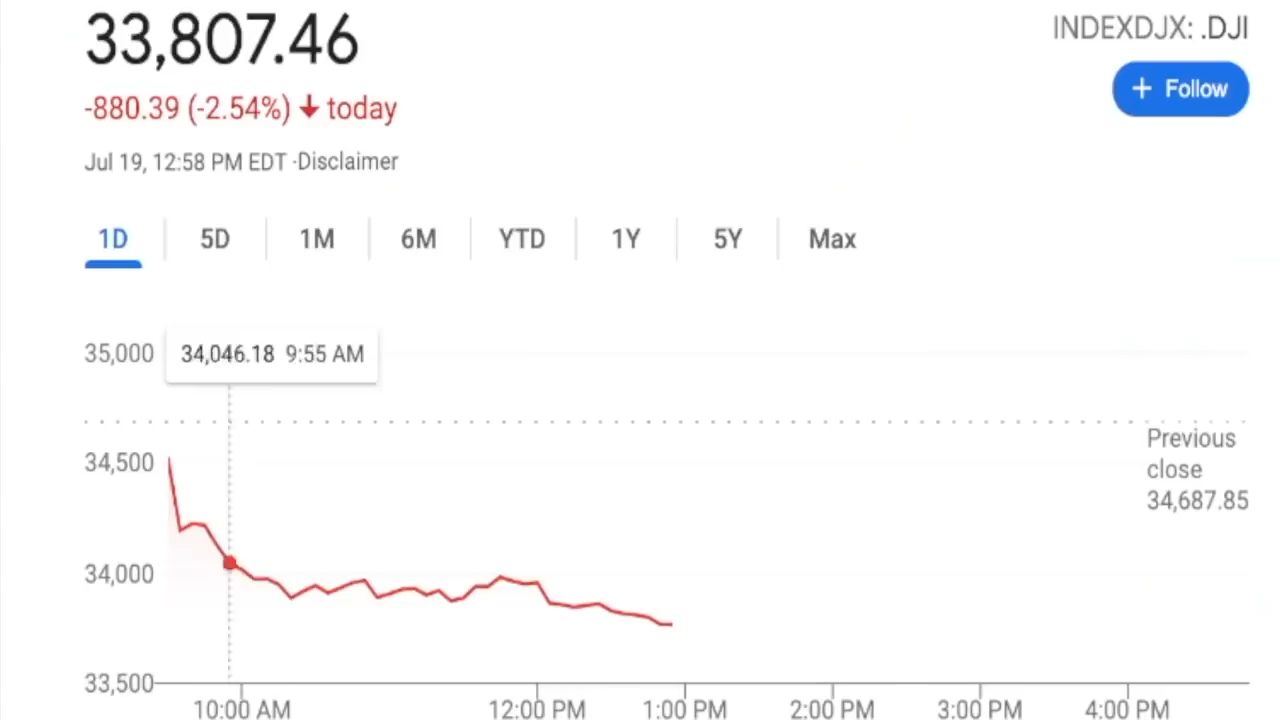 33,807.46
INDEXDJX: .DJI
+ Follow
-880.39 (-2.54%) ↓ today
Jul 19, 12:58 PM EDT ·Disclaimer
1D 5D 1M 6M YTD 1Y 5Y Max
35,000
34,046.18 9:55 AM
34,500
Previous
close
34,687.85
34,000
33,500
10:00 AM 12:00 PM 1:00 PM 2:00 PM 3:00 PM 4:00 PM